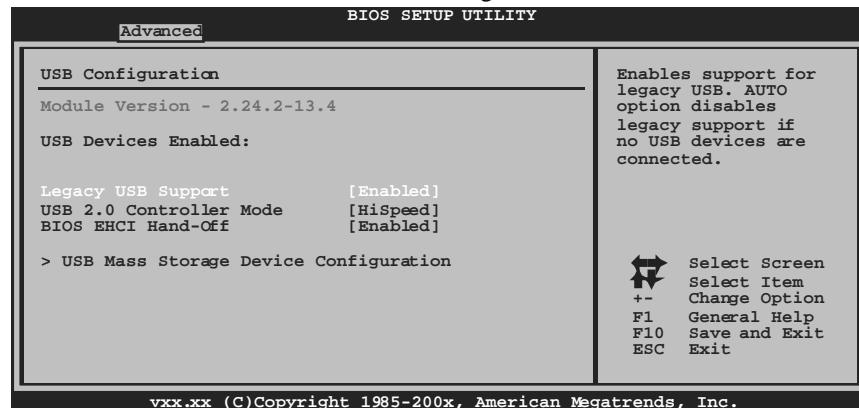 BIOS SETUP UTILITY
Advanced
USB Configuration
Module Version - 2.24.2-13.4
USB Devices Enabled:
Legacy USB Support [Enabled]
USB 2.0 Controller Mode [HiSpeed]
BIOS EHCI Hand-Off [Enabled]
> USB Mass Storage Device Configuration
Enables support for
legacy USB. AUTO
option disables
legacy support if
no USB devices are
connected.
Select Screen
Select Item
+- Change Option
F1 General Help
F10 Save and Exit
ESC Exit
vxx.xx (C)Copyright 1985-200x, American Megatrends, Inc.